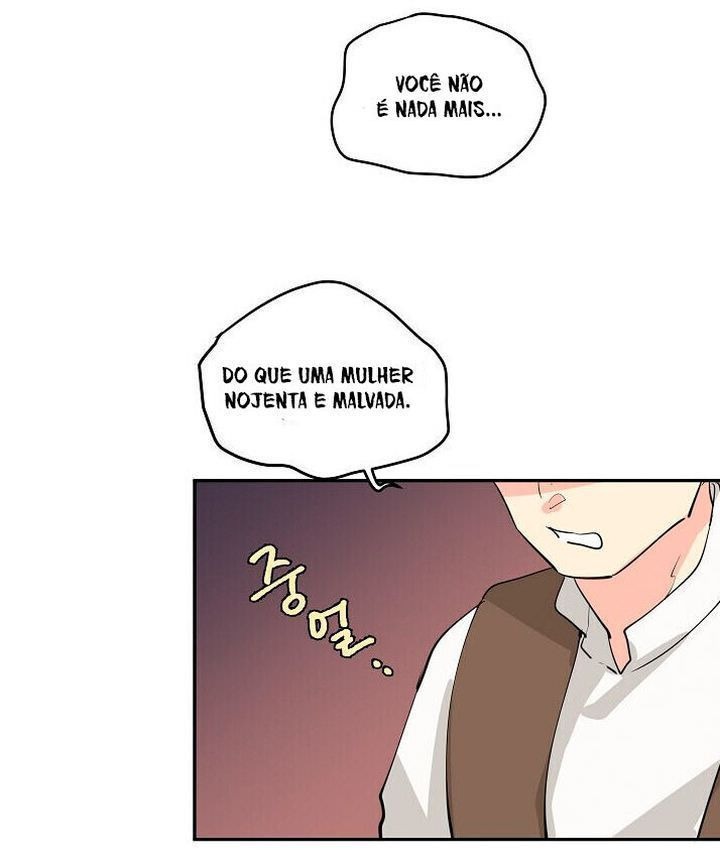 VOCÊ NÃO
É NADA MAIS...
DO QUE UMA MULHER
NOJENTA E MALVADA.
중얼..